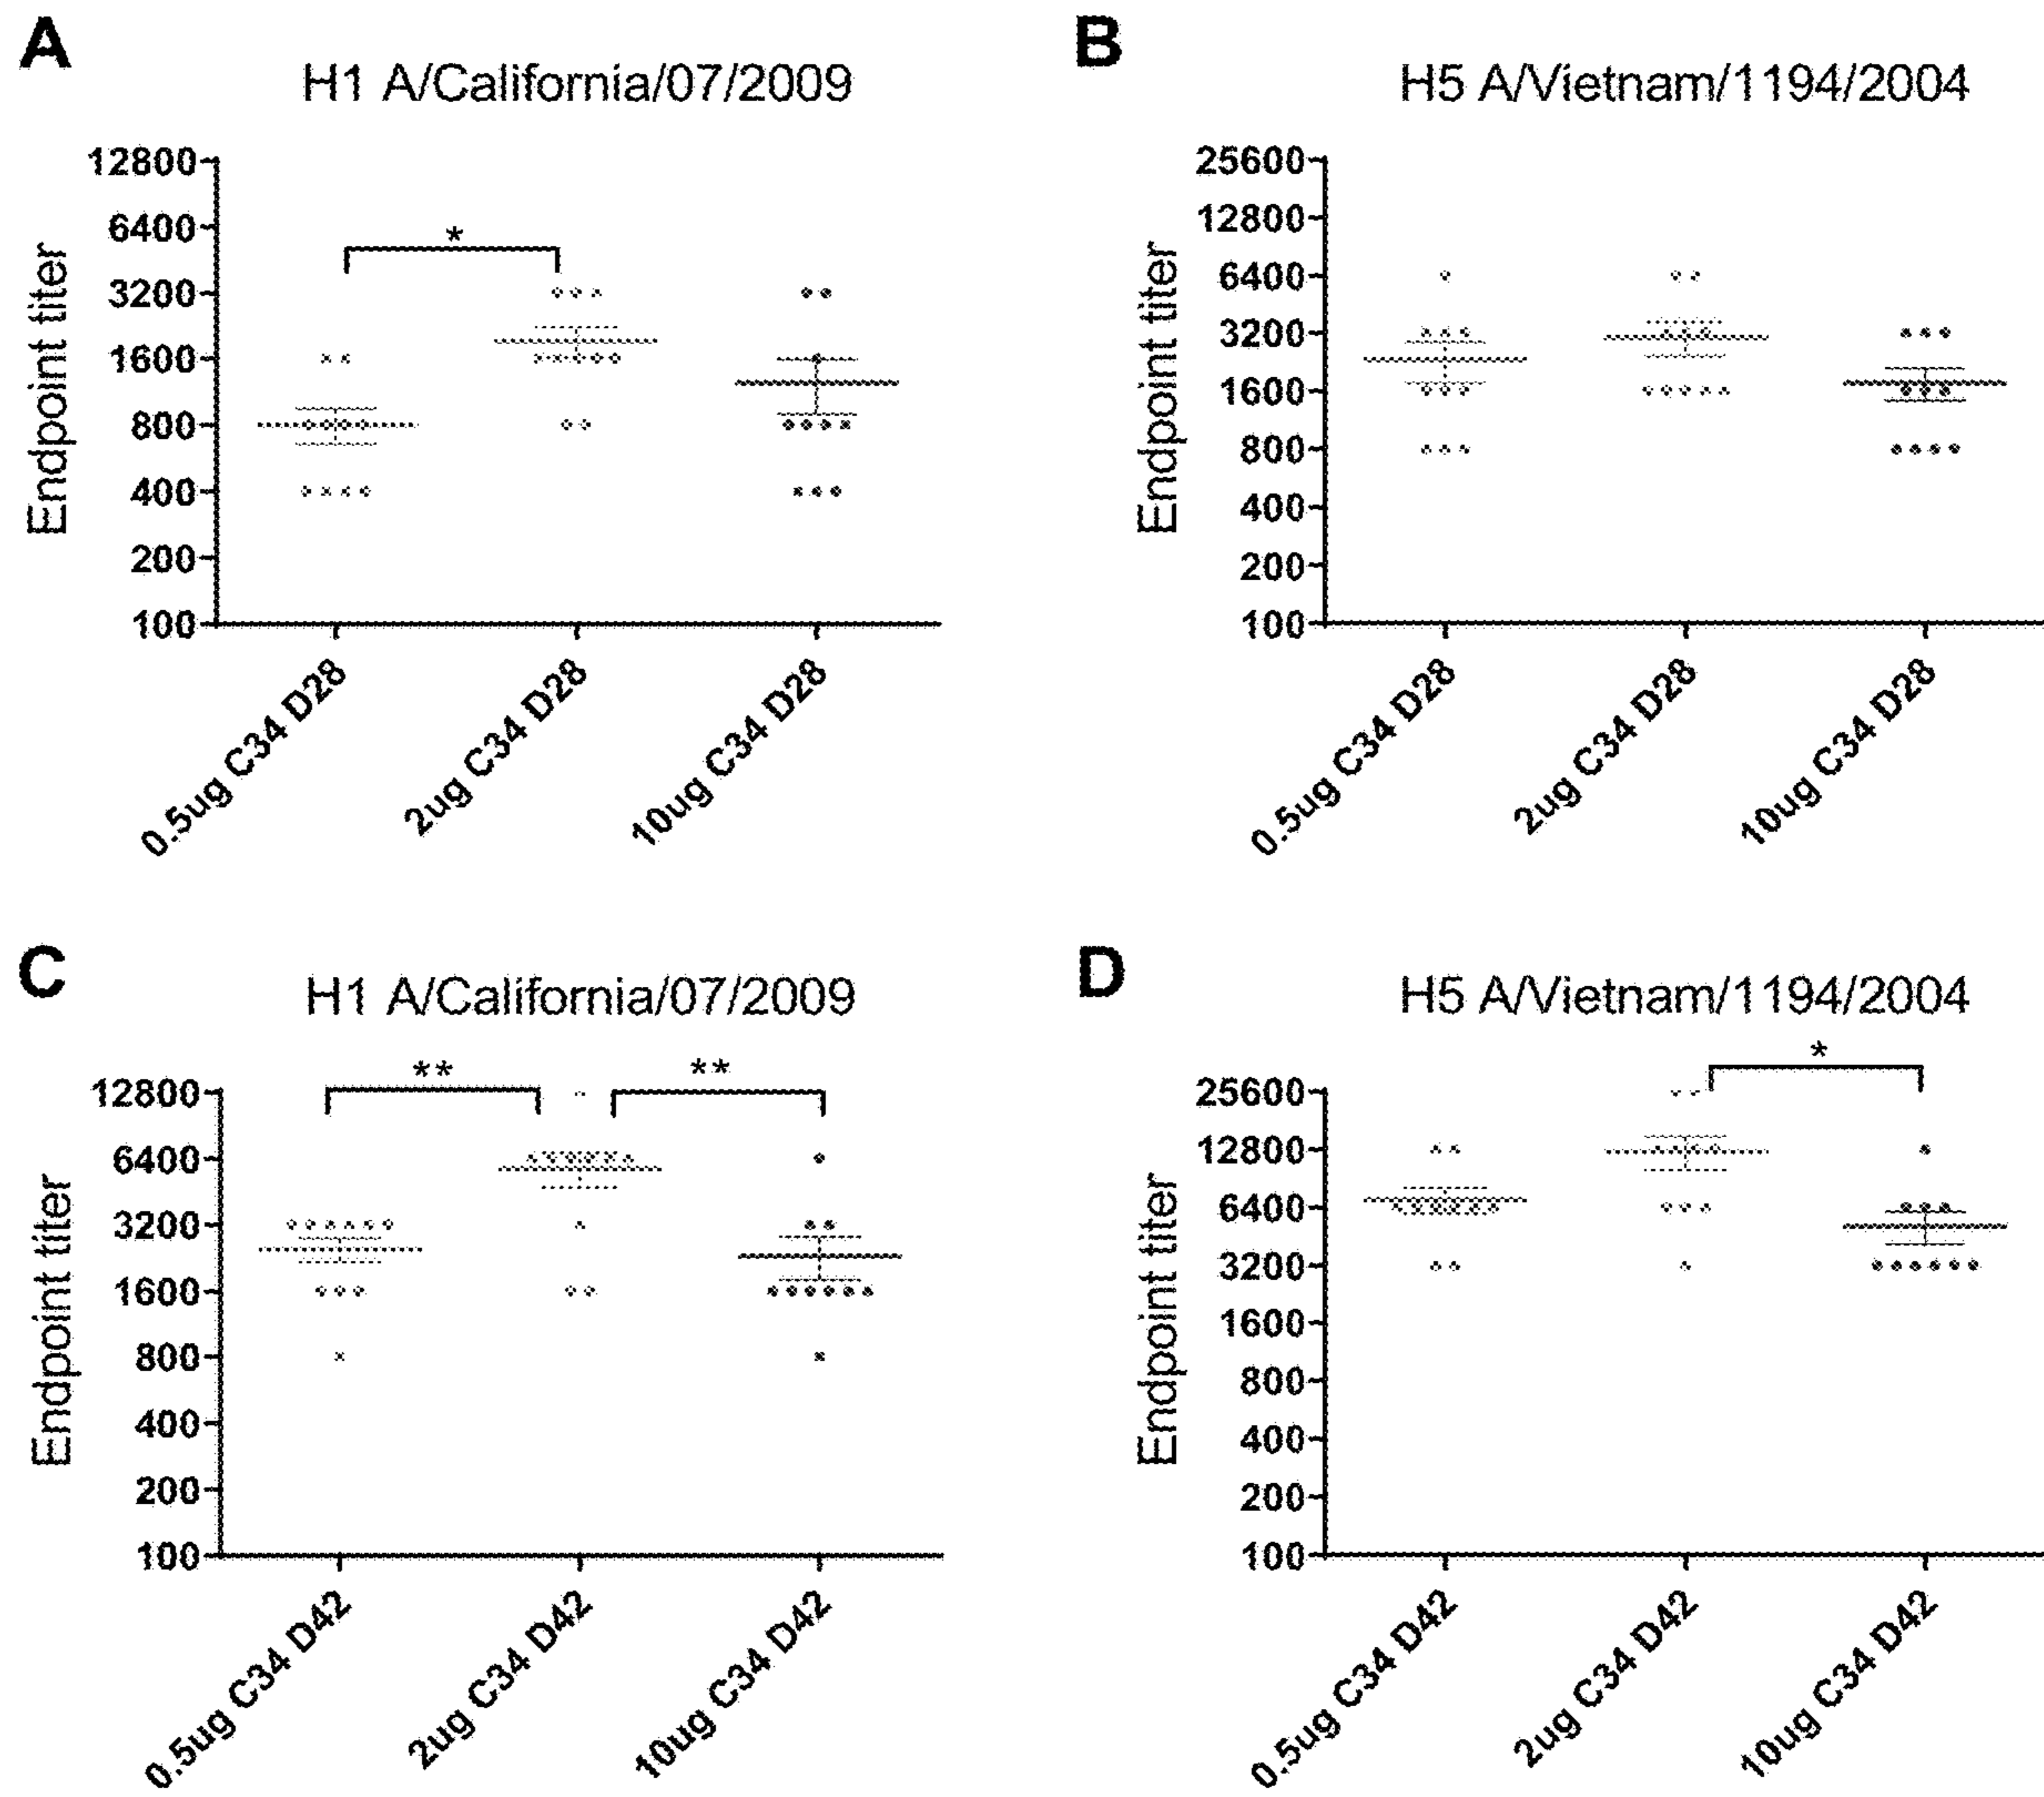 A
H1 A/California/07/2009
Endpoint titer
12800
6400
3200
1600
800
400
200
100
*
0.5ug C34 D28
2ug C34 D28
10ug C34 D28
B
H5 A/Vietnam/1194/2004
Endpoint titer
25600
12800
6400
3200
1600
800
400
200
100
0.5ug C34 D28
2ug C34 D28
10ug C34 D28
C
H1 A/California/07/2009
Endpoint titer
12800
6400
3200
1600
800
400
200
100
**
**
0.5ug C34 D42
2ug C34 D42
10ug C34 D42
D
H5 A/Vietnam/1194/2004
Endpoint titer
25600
12800
6400
3200
1600
800
400
200
100
*
0.5ug C34 D42
2ug C34 D42
10ug C34 D42